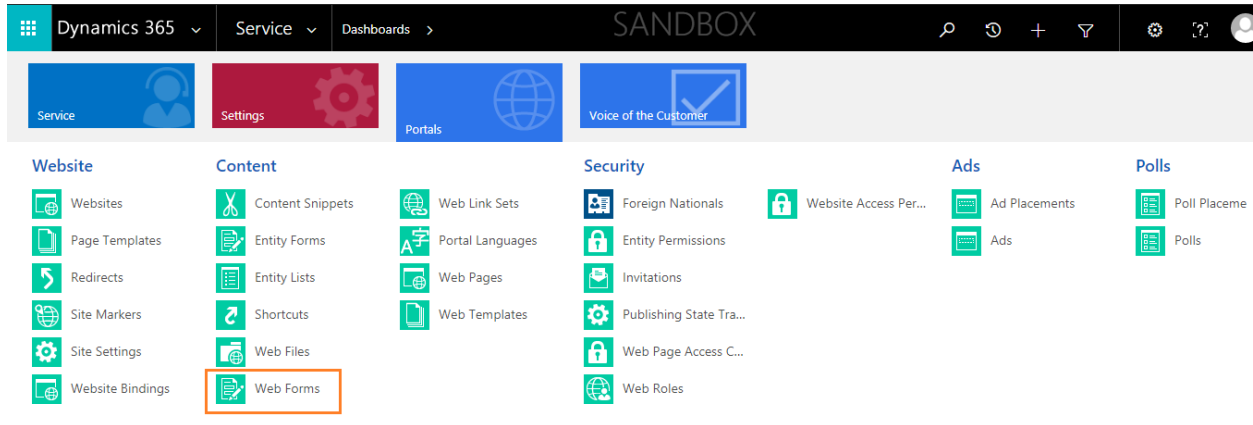 Dynamics 365 Service Dashboards > SANDBOX [?]
Service Settings Portals Voice of the Customer
Website Content Security Ads Polls
Websites Content Snippets Web Link Sets Foreign Nationals Website Access Per... Ad Placements Poll Placeme
Page Templates Entity Forms Portal Languages Entity Permissions Ads Polls
Redirects Entity Lists Web Pages Invitations
Site Markers Shortcuts Web Templates Publishing State Tra...
Site Settings Web Files Web Page Access C...
Website Bindings Web Forms Web Roles